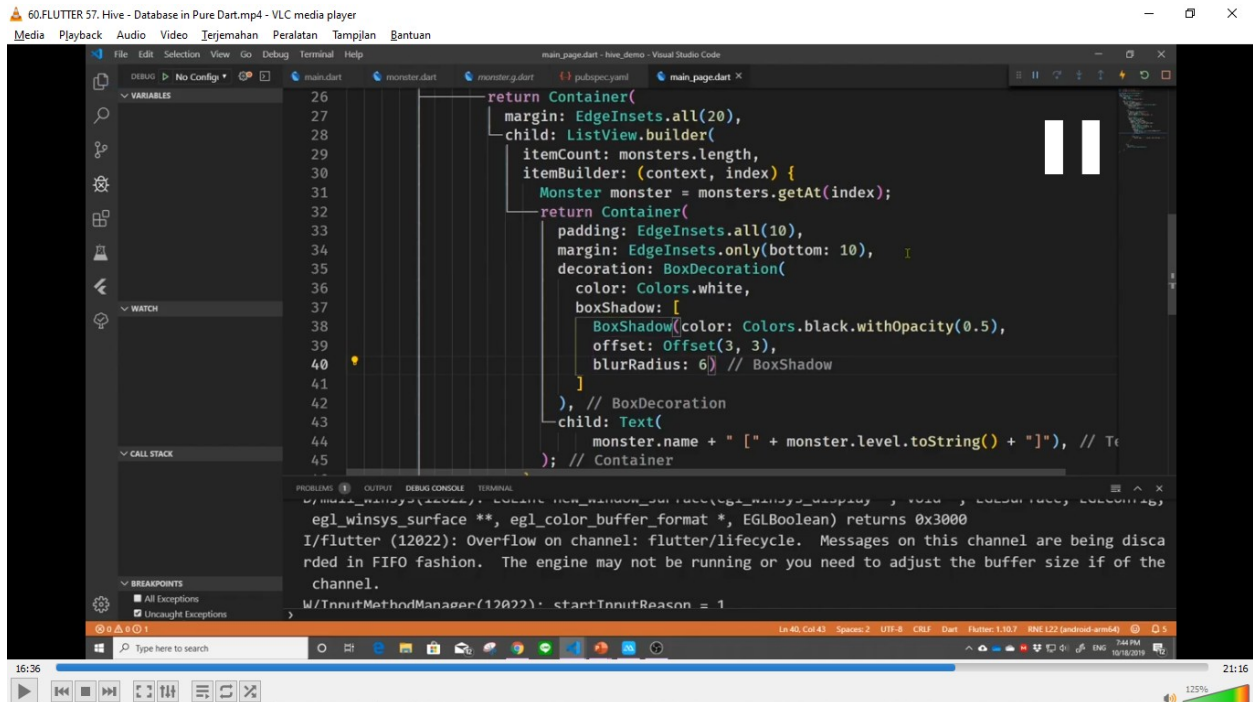 60.FLUTTER 57. Hive - Database in Pure Dart.mp4 - VLC media player
Media Playback Audio Video Terjemahan Peralatan Tampilan Bantuan
File Edit Selection View Go Debug Terminal Help main_page.dart - hive_demo - Visual Studio Code
DEBUG No Configu main.dart monster.dart monster.g.dart pubspec.yaml main_page.dart
VARIABLES
26 return Container(
27 margin: EdgeInsets.all(20),
28 child: ListView.builder(
29 itemCount: monsters.length,
30 itemBuilder: (context, index) {
31 Monster monster = monsters.getAt(index);
32 return Container(
33 padding: EdgeInsets.all(10),
34 margin: EdgeInsets.only(bottom: 10),
35 decoration: BoxDecoration(
36 color: Colors.white,
WATCH
37 boxShadow: [
38 BoxShadow(color: Colors.black.withOpacity(0.5),
39 offset: Offset(3, 3),
40 blurRadius: 6) // BoxShadow
41 ]
42 ), // BoxDecoration
43 child: Text(
44 monster.name + " [" + monster.level.toString() + "]"), // Te
CALL STACK
45 ); // Container
PROBLEMS 1 OUTPUT DEBUG CONSOLE TERMINAL
egl_winsys_surface **, egl_color_buffer_format *, EGLBoolean) returns 0x3000
I/flutter (12022): Overflow on channel: flutter/lifecycle. Messages on this channel are being disca
rded in FIFO fashion. The engine may not be running or you need to adjust the buffer size if of the
channel.
BREAKPOINTS
All Exceptions
W/InputMethodManager(12022): startInputReason = 1
Uncaught Exceptions
0 0 1 Ln 40, Col 43 Spaces: 2 UTF-8 CRLF Dart Flutter: 1.10.7 RNE L22 (android-arm64) 5
Type here to search ENG 7:44 PM
10/18/2019
16:36 21:16
125%